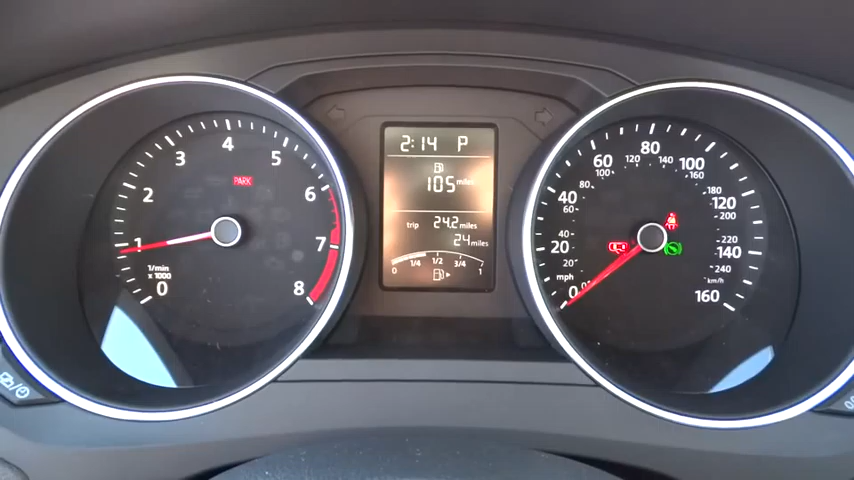 2:14 P
105 miles
trip 24.2 miles
24 miles
0 1/4 1/2 3/4 1
PARK
0 1 2 3 4 5 6 7 8
1/min
x 1000
0 20 40 60 80 100 120 140 160
mph
20 40 60 80 100 120 140 160 180 200 220 240
km/h